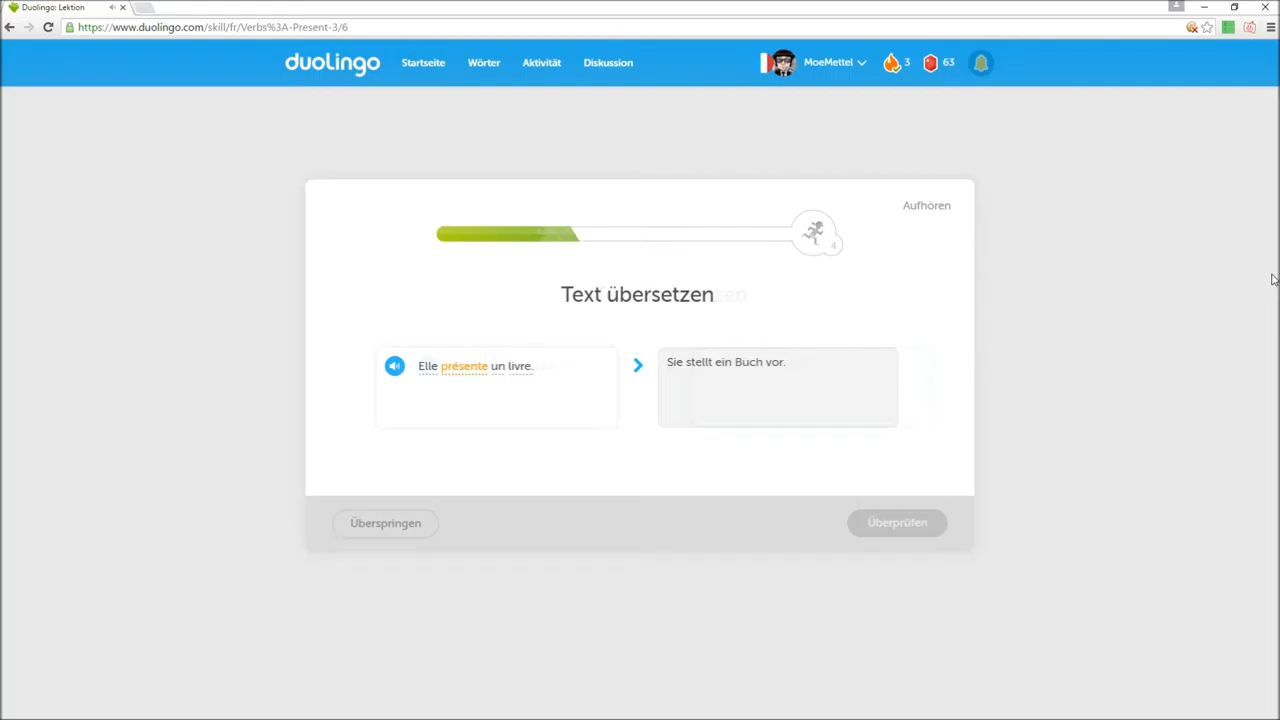 Duolingo: Lektion
https://www.duolingo.com/skill/fr/Verbs%3A-Present-3/6
duolingo Startseite Wörter Aktivität Diskussion MoeMettel 3 63
Aufhören
4
Text übersetzen
Elle présente un livre. Sie stellt ein Buch vor.
Überspringen Überprüfen